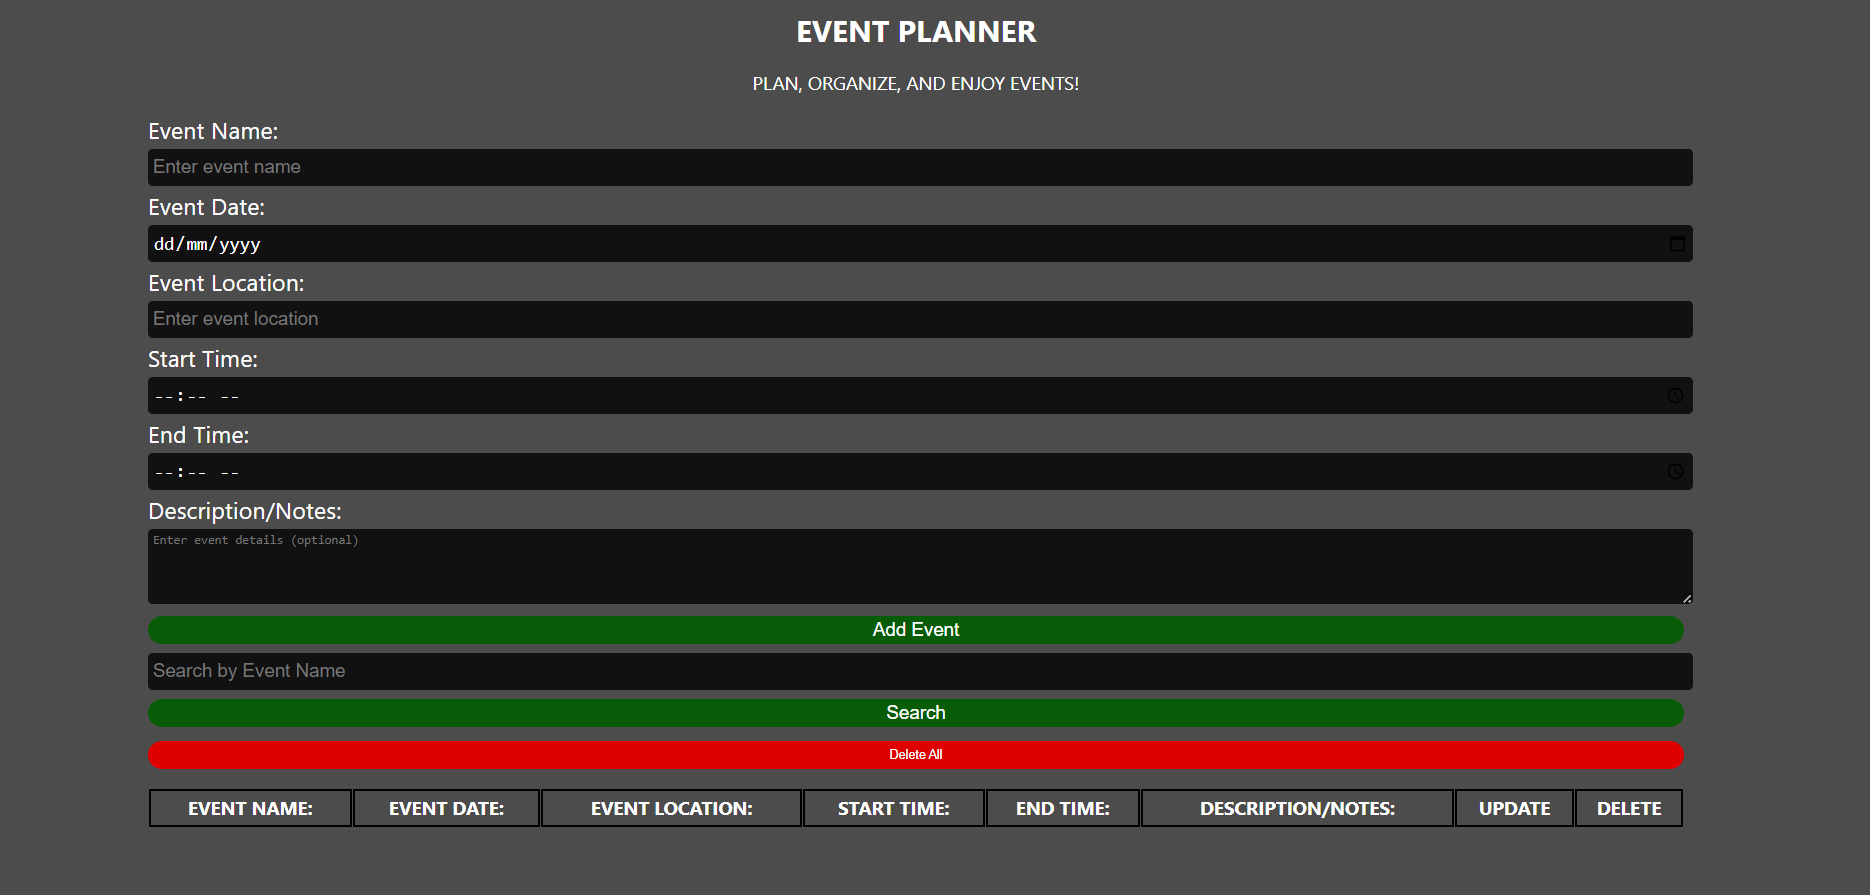 EVENT PLANNER
PLAN, ORGANIZE, AND ENJOY EVENTS!
Event Name:
Enter event name
Event Date:
dd/mm/yyyy
Event Location:
Enter event location
Start Time:
--:-- --
End Time:
--:-- --
Description/Notes:
Enter event details (optional)
Add Event
Search by Event Name
Search
Delete All
EVENT NAME: EVENT DATE: EVENT LOCATION: START TIME: END TIME: DESCRIPTION/NOTES: UPDATE DELETE